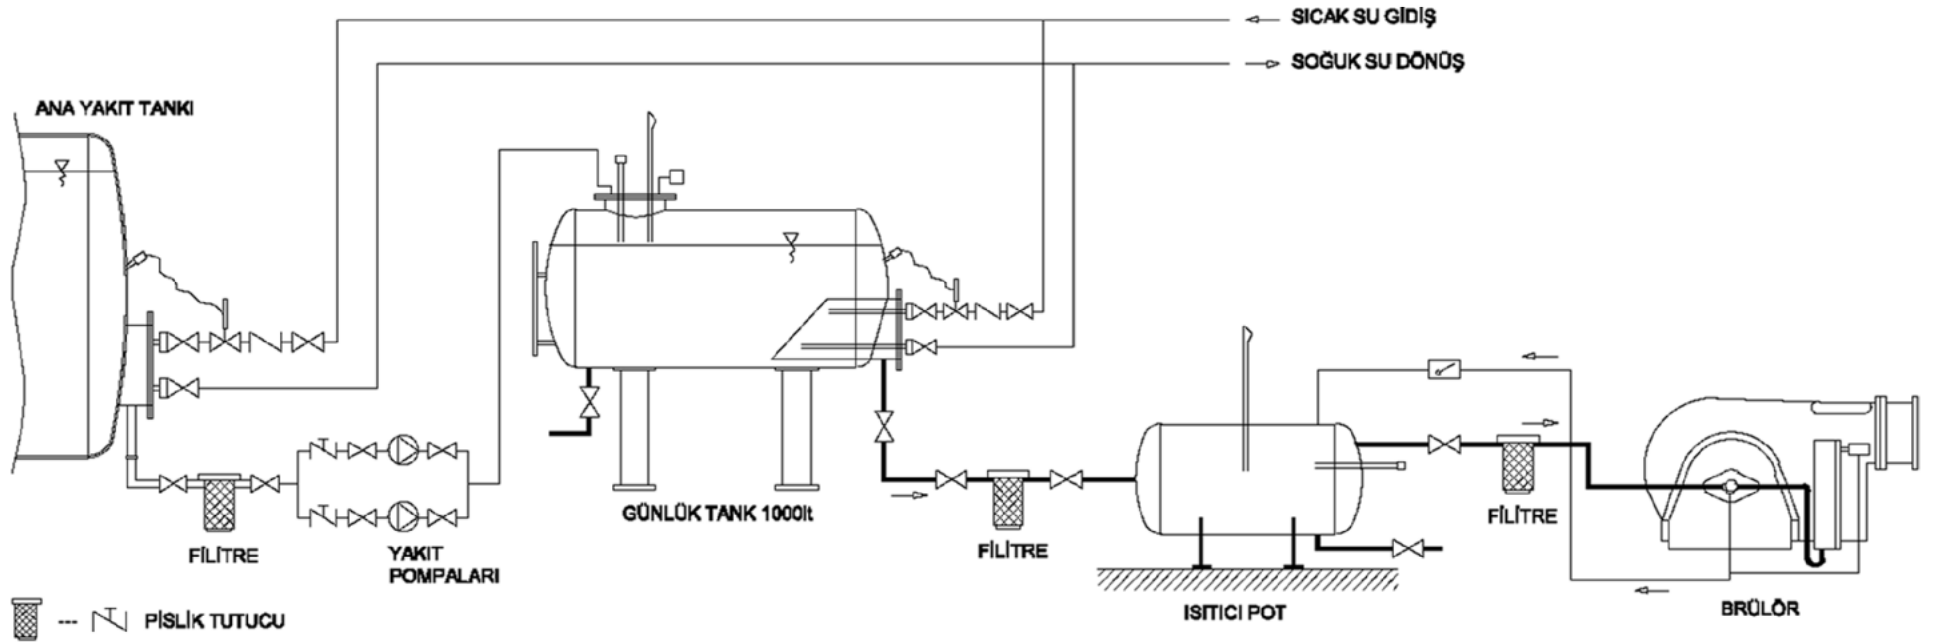 SICAK SU GİDİŞ
SOĞUK SU DÖNÜŞ
ANA YAKIT TANKI
GÜNLÜK TANK 1000lt
FİLİTRE
YAKIT
POMPALARI
FİLİTRE
FİLİTRE
ISITICI POT
BRÜLÖR
--- PİSLİK TUTUCU